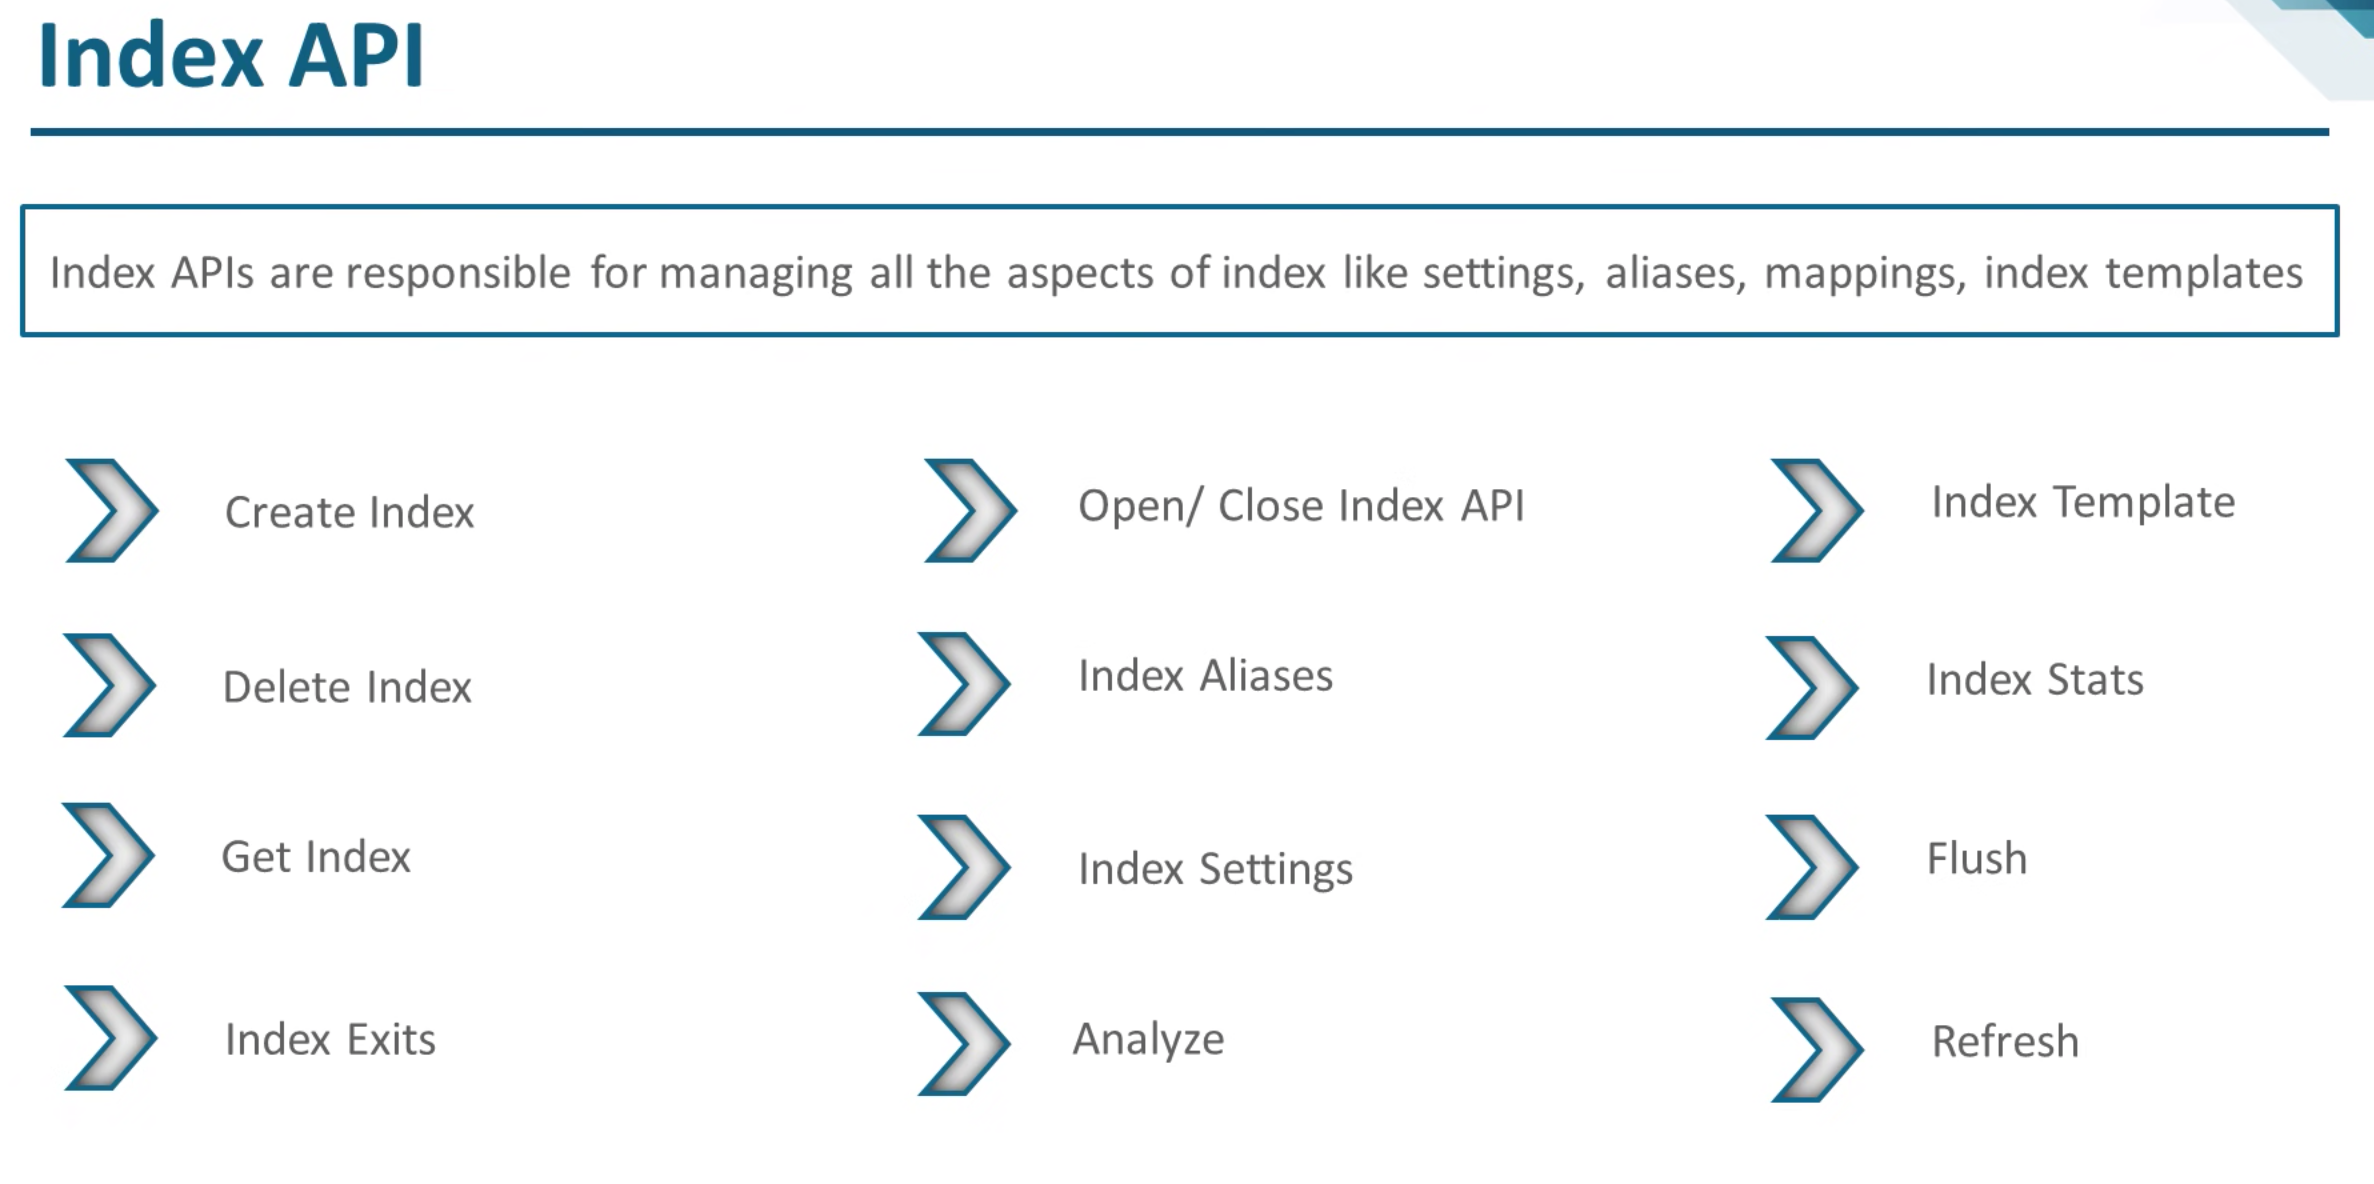 Index API
Index APIs are responsible for managing all the aspects of index like settings, aliases, mappings, index templates
Create Index
Delete Index
Get Index
Index Exits
Open/ Close Index API
Index Aliases
Index Settings
Analyze
Index Template
Index Stats
Flush
Refresh